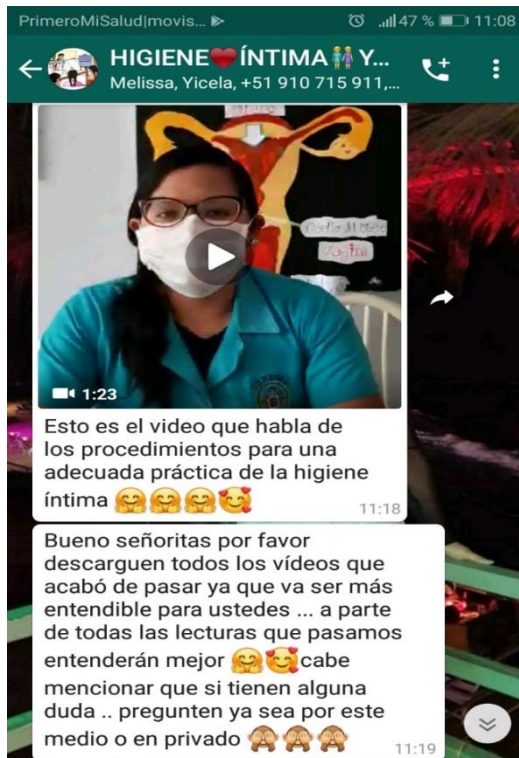 PrimeroMiSalud|movis...
47 % 11:08
HIGIENE❤️ÍNTIMA👫Y...
Melissa, Yicela, +51 910 715 911,...
Vagina
1:23
Esto es el video que habla de
los procedimientos para una
adecuada práctica de la higiene
íntima 🤗🤗🤗🥰
11:18
Bueno señoritas por favor
descarguen todos los vídeos que
acabó de pasar ya que va ser más
entendible para ustedes ... a parte
de todas las lecturas que pasamos
entenderán mejor 🤗🥰cabe
mencionar que si tienen alguna
duda .. pregunten ya sea por este
medio o en privado 🙈🙈🙈
11:19